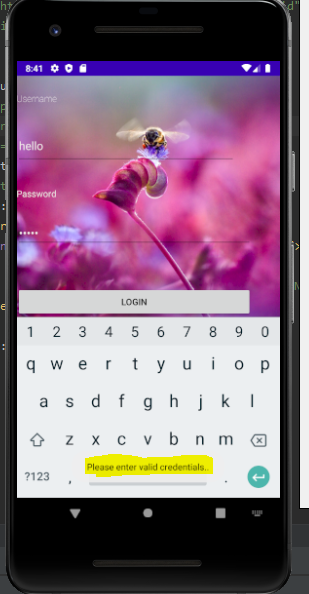 8:41
Username
hello
Password
•••••
LOGIN
1 2 3 4 5 6 7 8 9 0
q w e r t y u i o p
a s d f g h j k l
z x c v b n m
Please enter valid credentials..
?123 , .